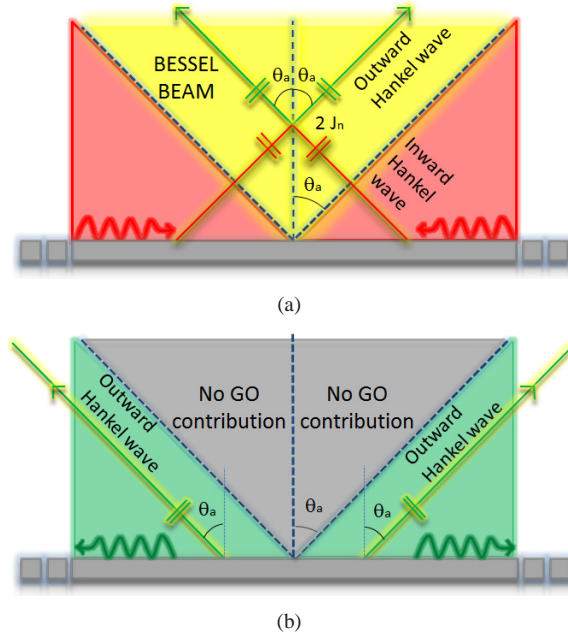 BESSEL
BEAM
θa θa
Outward
Hankel wave
2 Jn
Inward
Hankel
wave
θa
(a)
Outward
Hankel wave
No GO
contribution
No GO
contribution
Outward
Hankel wave
θa
θa
θa
(b)